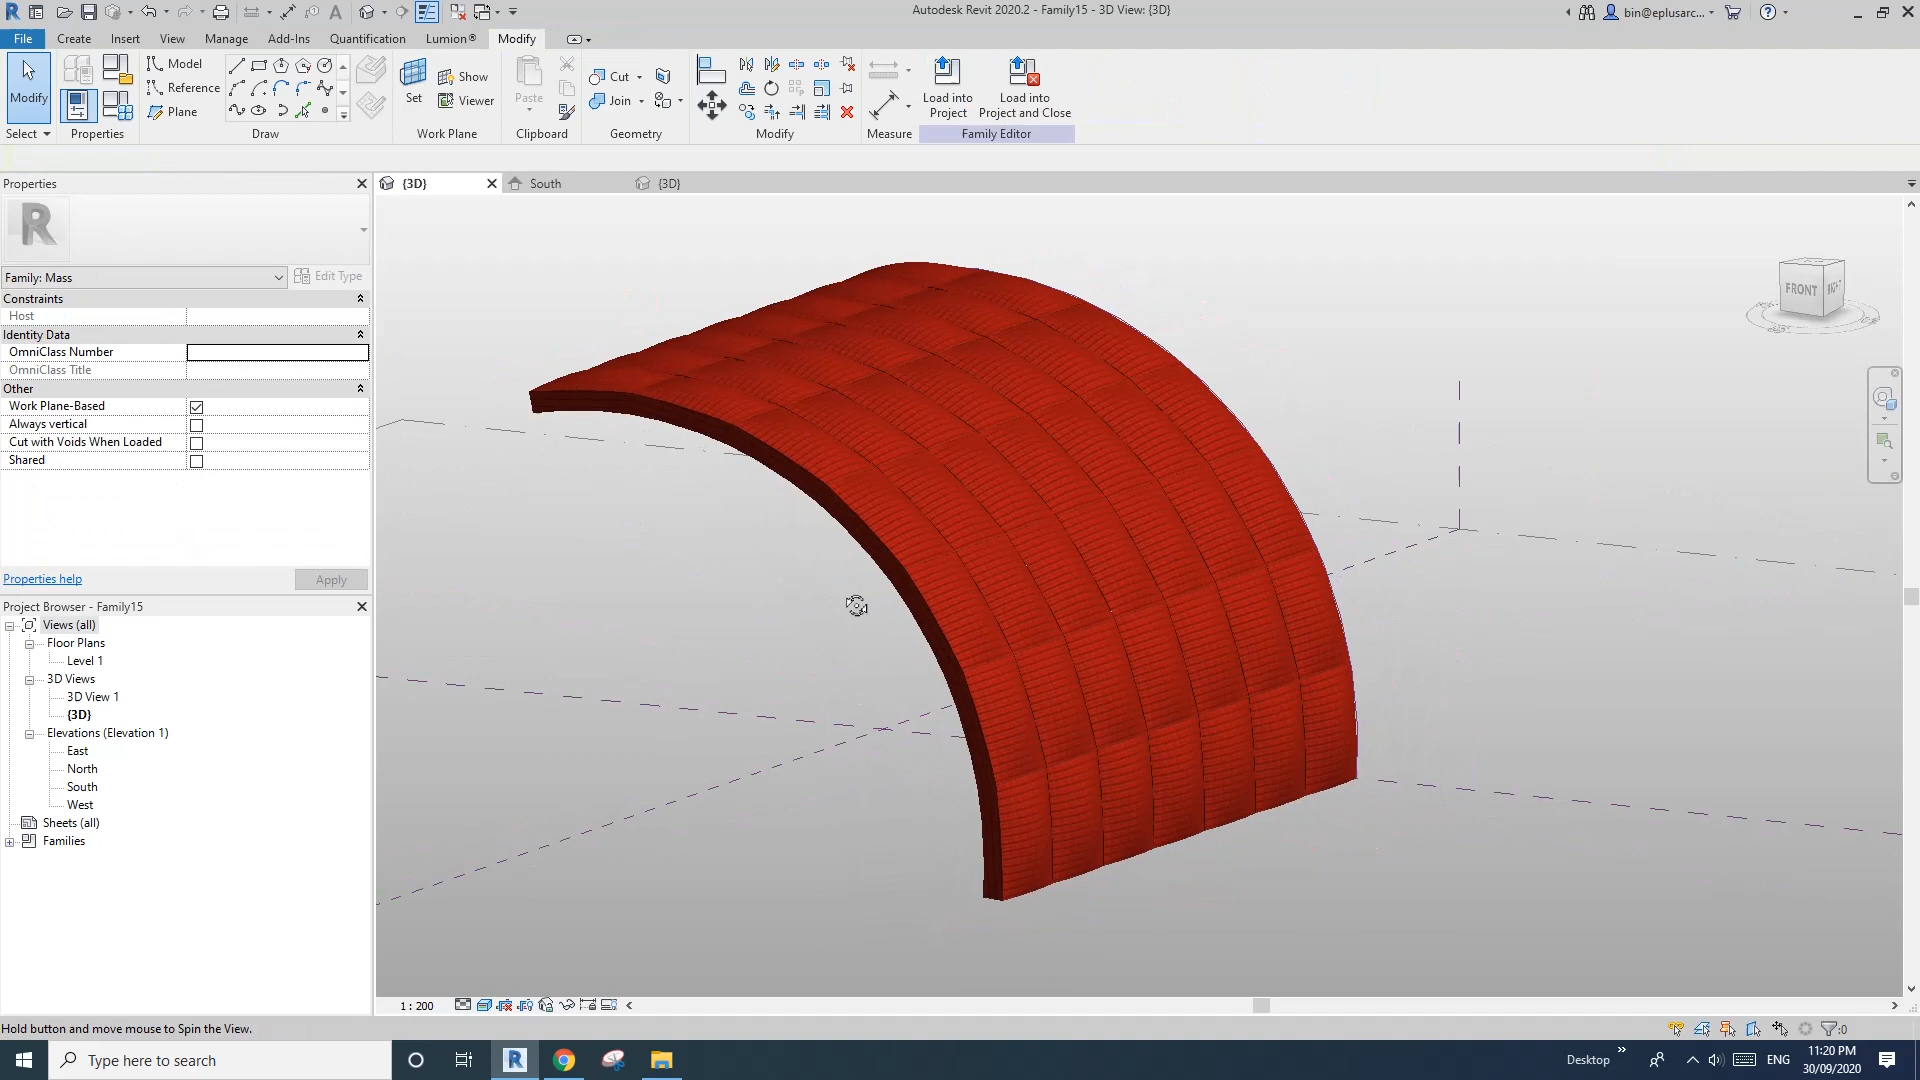 Autodesk Revit 2020.2 - Family15 - 3D View: {3D}
bin@eplusarc...
File Create Insert View Manage Add-Ins Quantification Lumion® Modify
Modify
Select
Properties
Model
Reference
Plane
Draw
Set
Show
Viewer
Work Plane
Paste
Clipboard
Cut
Join
Geometry
Modify
Measure
Load into
Project
Load into
Project and Close
Family Editor
Properties
{3D}
South
{3D}
Family: Mass
Edit Type
Constraints
Host
Identity Data
OmniClass Number
OmniClass Title
Other
Work Plane-Based
Always vertical
Cut with Voids When Loaded
Shared
Properties help
Apply
Project Browser - Family15
Views (all)
Floor Plans
Level 1
3D Views
3D View 1
{3D}
Elevations (Elevation 1)
East
North
South
West
Sheets (all)
Families
FRONT
RIGHT
1 : 200
Hold button and move mouse to Spin the View.
:0
Type here to search
Desktop
ENG
11:20 PM
30/09/2020